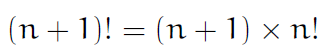 (n + 1)! = (n + 1) × n!